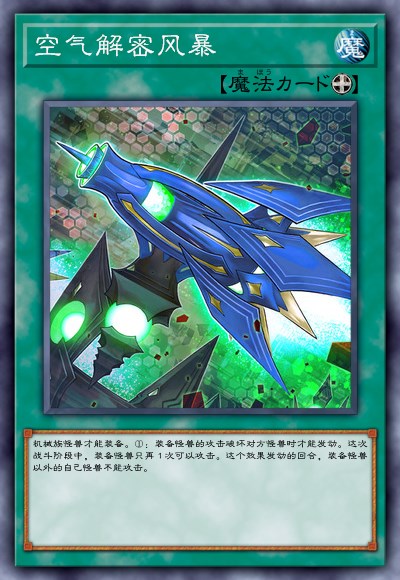 空气解密风暴
魔
【魔法カード】
まほう
机械族怪兽才能装备。①：装备怪兽的攻击破坏对方怪兽时才能发动。这次
战斗阶段中，装备怪兽只再1次可以攻击。这个效果发动的回合，装备怪兽
以外的自己怪兽不能攻击。